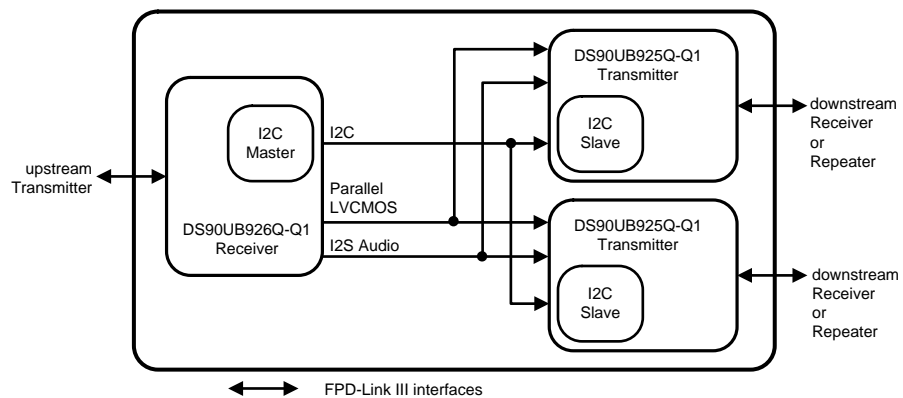 upstream
Transmitter
I2C
Master
DS90UB926Q-Q1
Receiver
I2C
Parallel
LVCMOS
I2S Audio
DS90UB925Q-Q1
Transmitter
I2C
Slave
downstream
Receiver
or
Repeater
DS90UB925Q-Q1
Transmitter
I2C
Slave
downstream
Receiver
or
Repeater
FPD-Link III interfaces